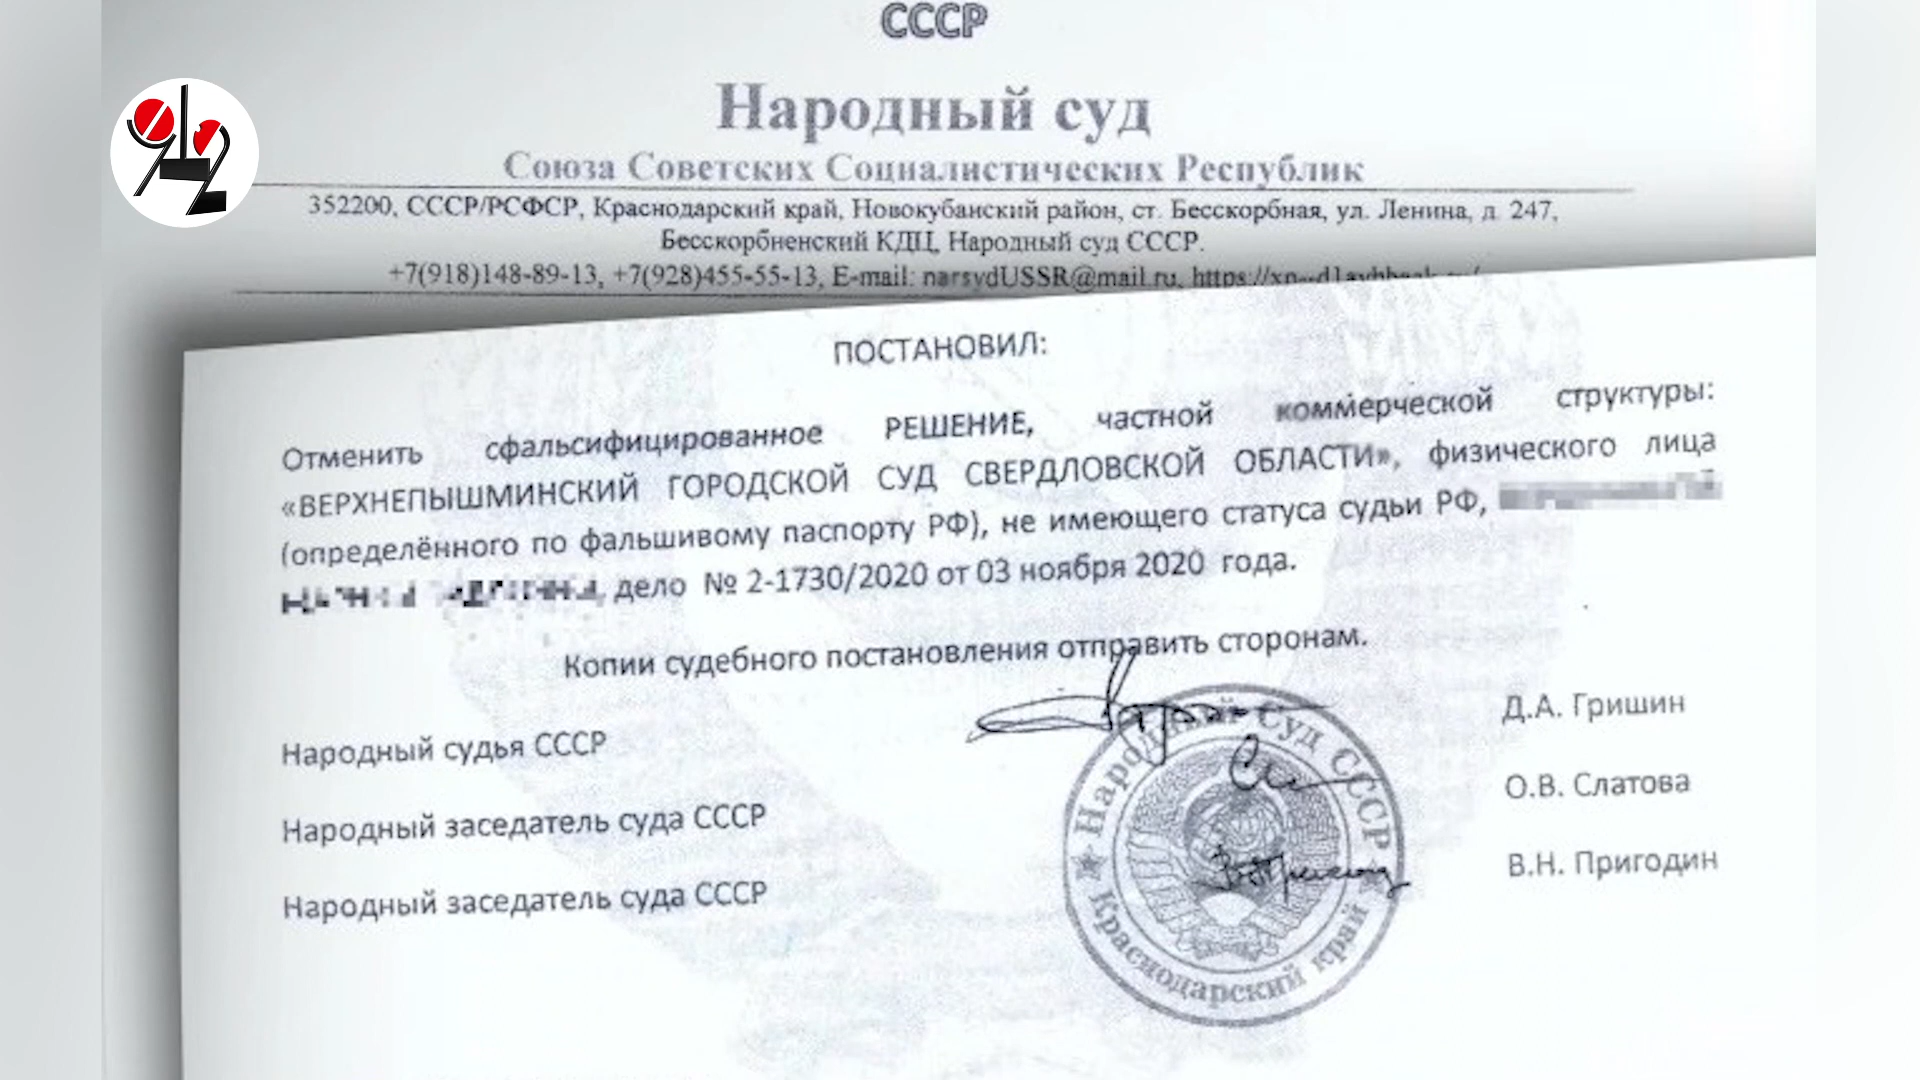 СССР
Народный суд
Союза Советских Социалистических Республик
352200, СССР/РСФСР, Краснодарский край, Новокубанский район, ст. Бесскорбная, ул. Ленина, д. 247,
Бесскорбненский КДЦ, Народный суд СССР.
+7(918)148-89-13, +7(928)455-55-13, E-mail: narsydUSSR@mail.ru,
ПОСТАНОВИЛ:
Отменить сфальсифицированное РЕШЕНИЕ, частной коммерческой структуры:
«ВЕРХНЕПЫШМИНСКИЙ ГОРОДСКОЙ СУД СВЕРДЛОВСКОЙ ОБЛАСТИ», физического лица
(определённого по фальшивому паспорту РФ), не имеющего статуса судьи РФ,
дело № 2-1730/2020 от 03 ноября 2020 года.
Копии судебного постановления отправить сторонам.
Народный судья СССР Д.А. Гришин
Народный заседатель суда СССР О.В. Слатова
Народный заседатель суда СССР В.Н. Пригодин
Народный Суд СССР
Краснодарский край